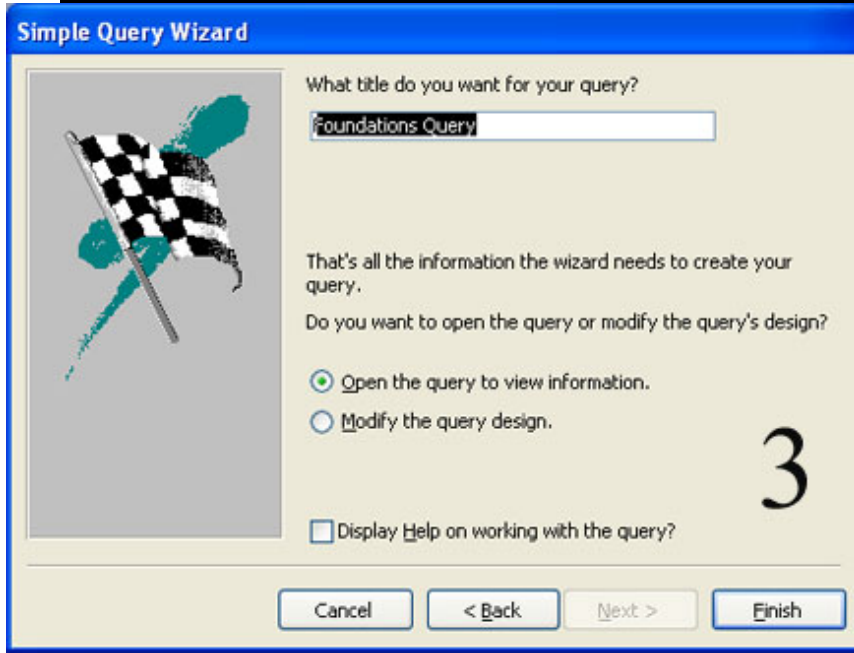 Simple Query Wizard
What title do you want for your query?
Foundations Query
That's all the information the wizard needs to create your
query.
Do you want to open the query or modify the query's design?
Open the query to view information.
Modify the query design.
3
Display Help on working with the query?
Cancel
< Back
Next >
Finish